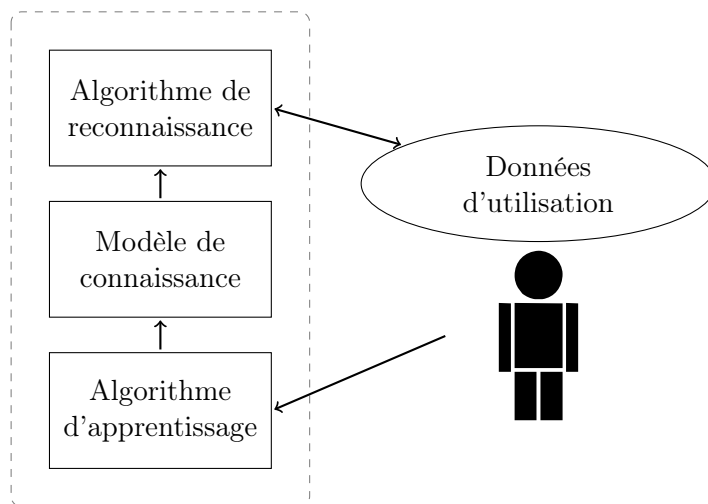 Algorithme de
reconnaissance
Données
d'utilisation
Modèle de
connaissance
Algorithme
d'apprentissage